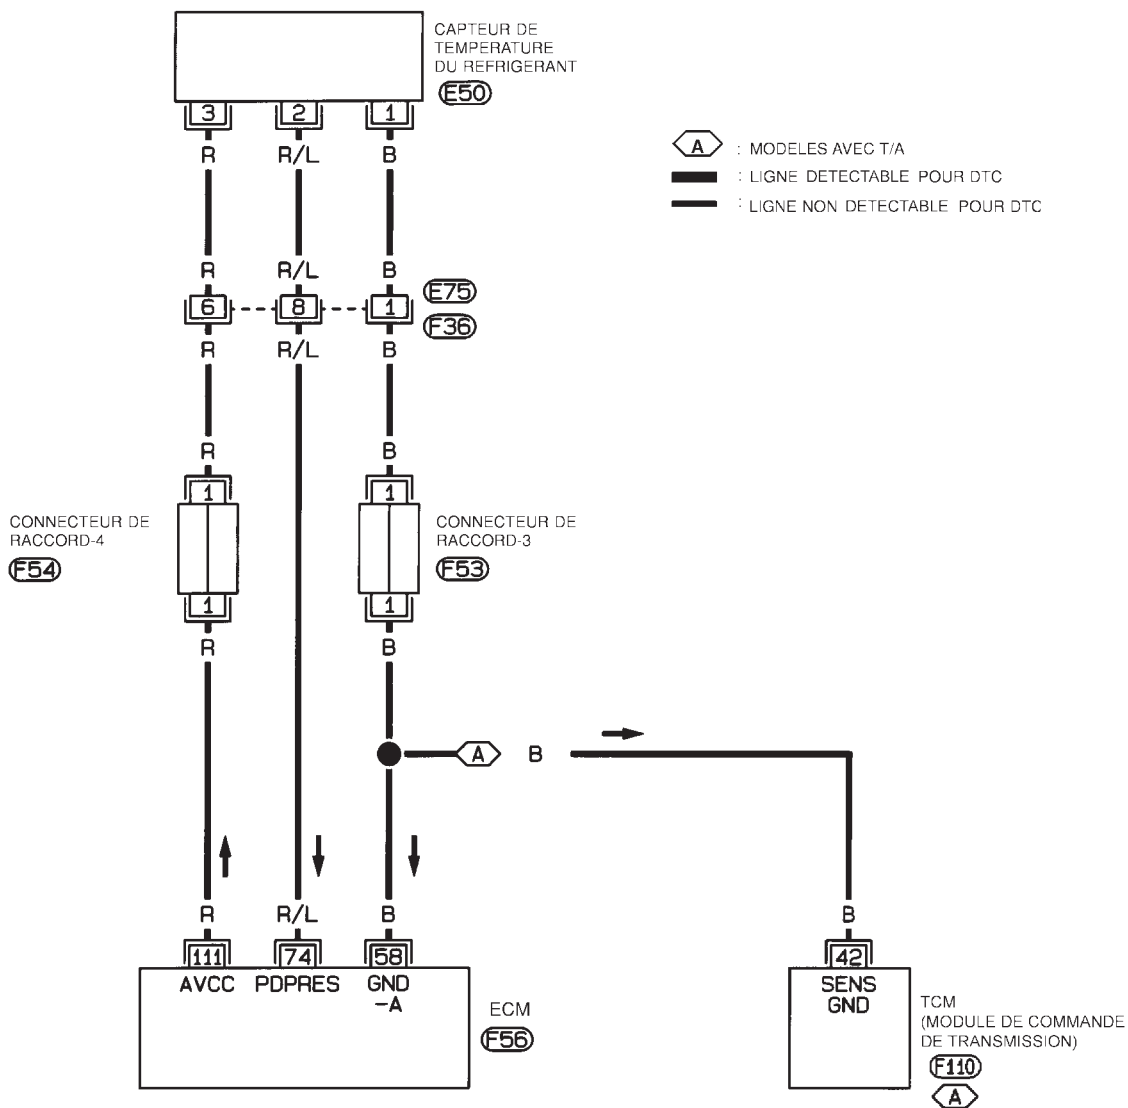 CAPTEUR DE
TEMPERATURE
DU REFRIGERANT
E50
3 2 1
R R/L B
A : MODELES AVEC T/A
: LIGNE DETECTABLE POUR DTC
: LIGNE NON DETECTABLE POUR DTC
R R/L B
6 8 1
E75
F36
R R/L B
R B
1 1
CONNECTEUR DE
RACCORD-4
F54
CONNECTEUR DE
RACCORD-3
F53
1 1
R B
A B
R R/L B B
111 74 58 42
AVCC PDPRES GND
-A
SENS
GND
ECM
F56
TCM
(MODULE DE COMMANDE
DE TRANSMISSION)
F110
A